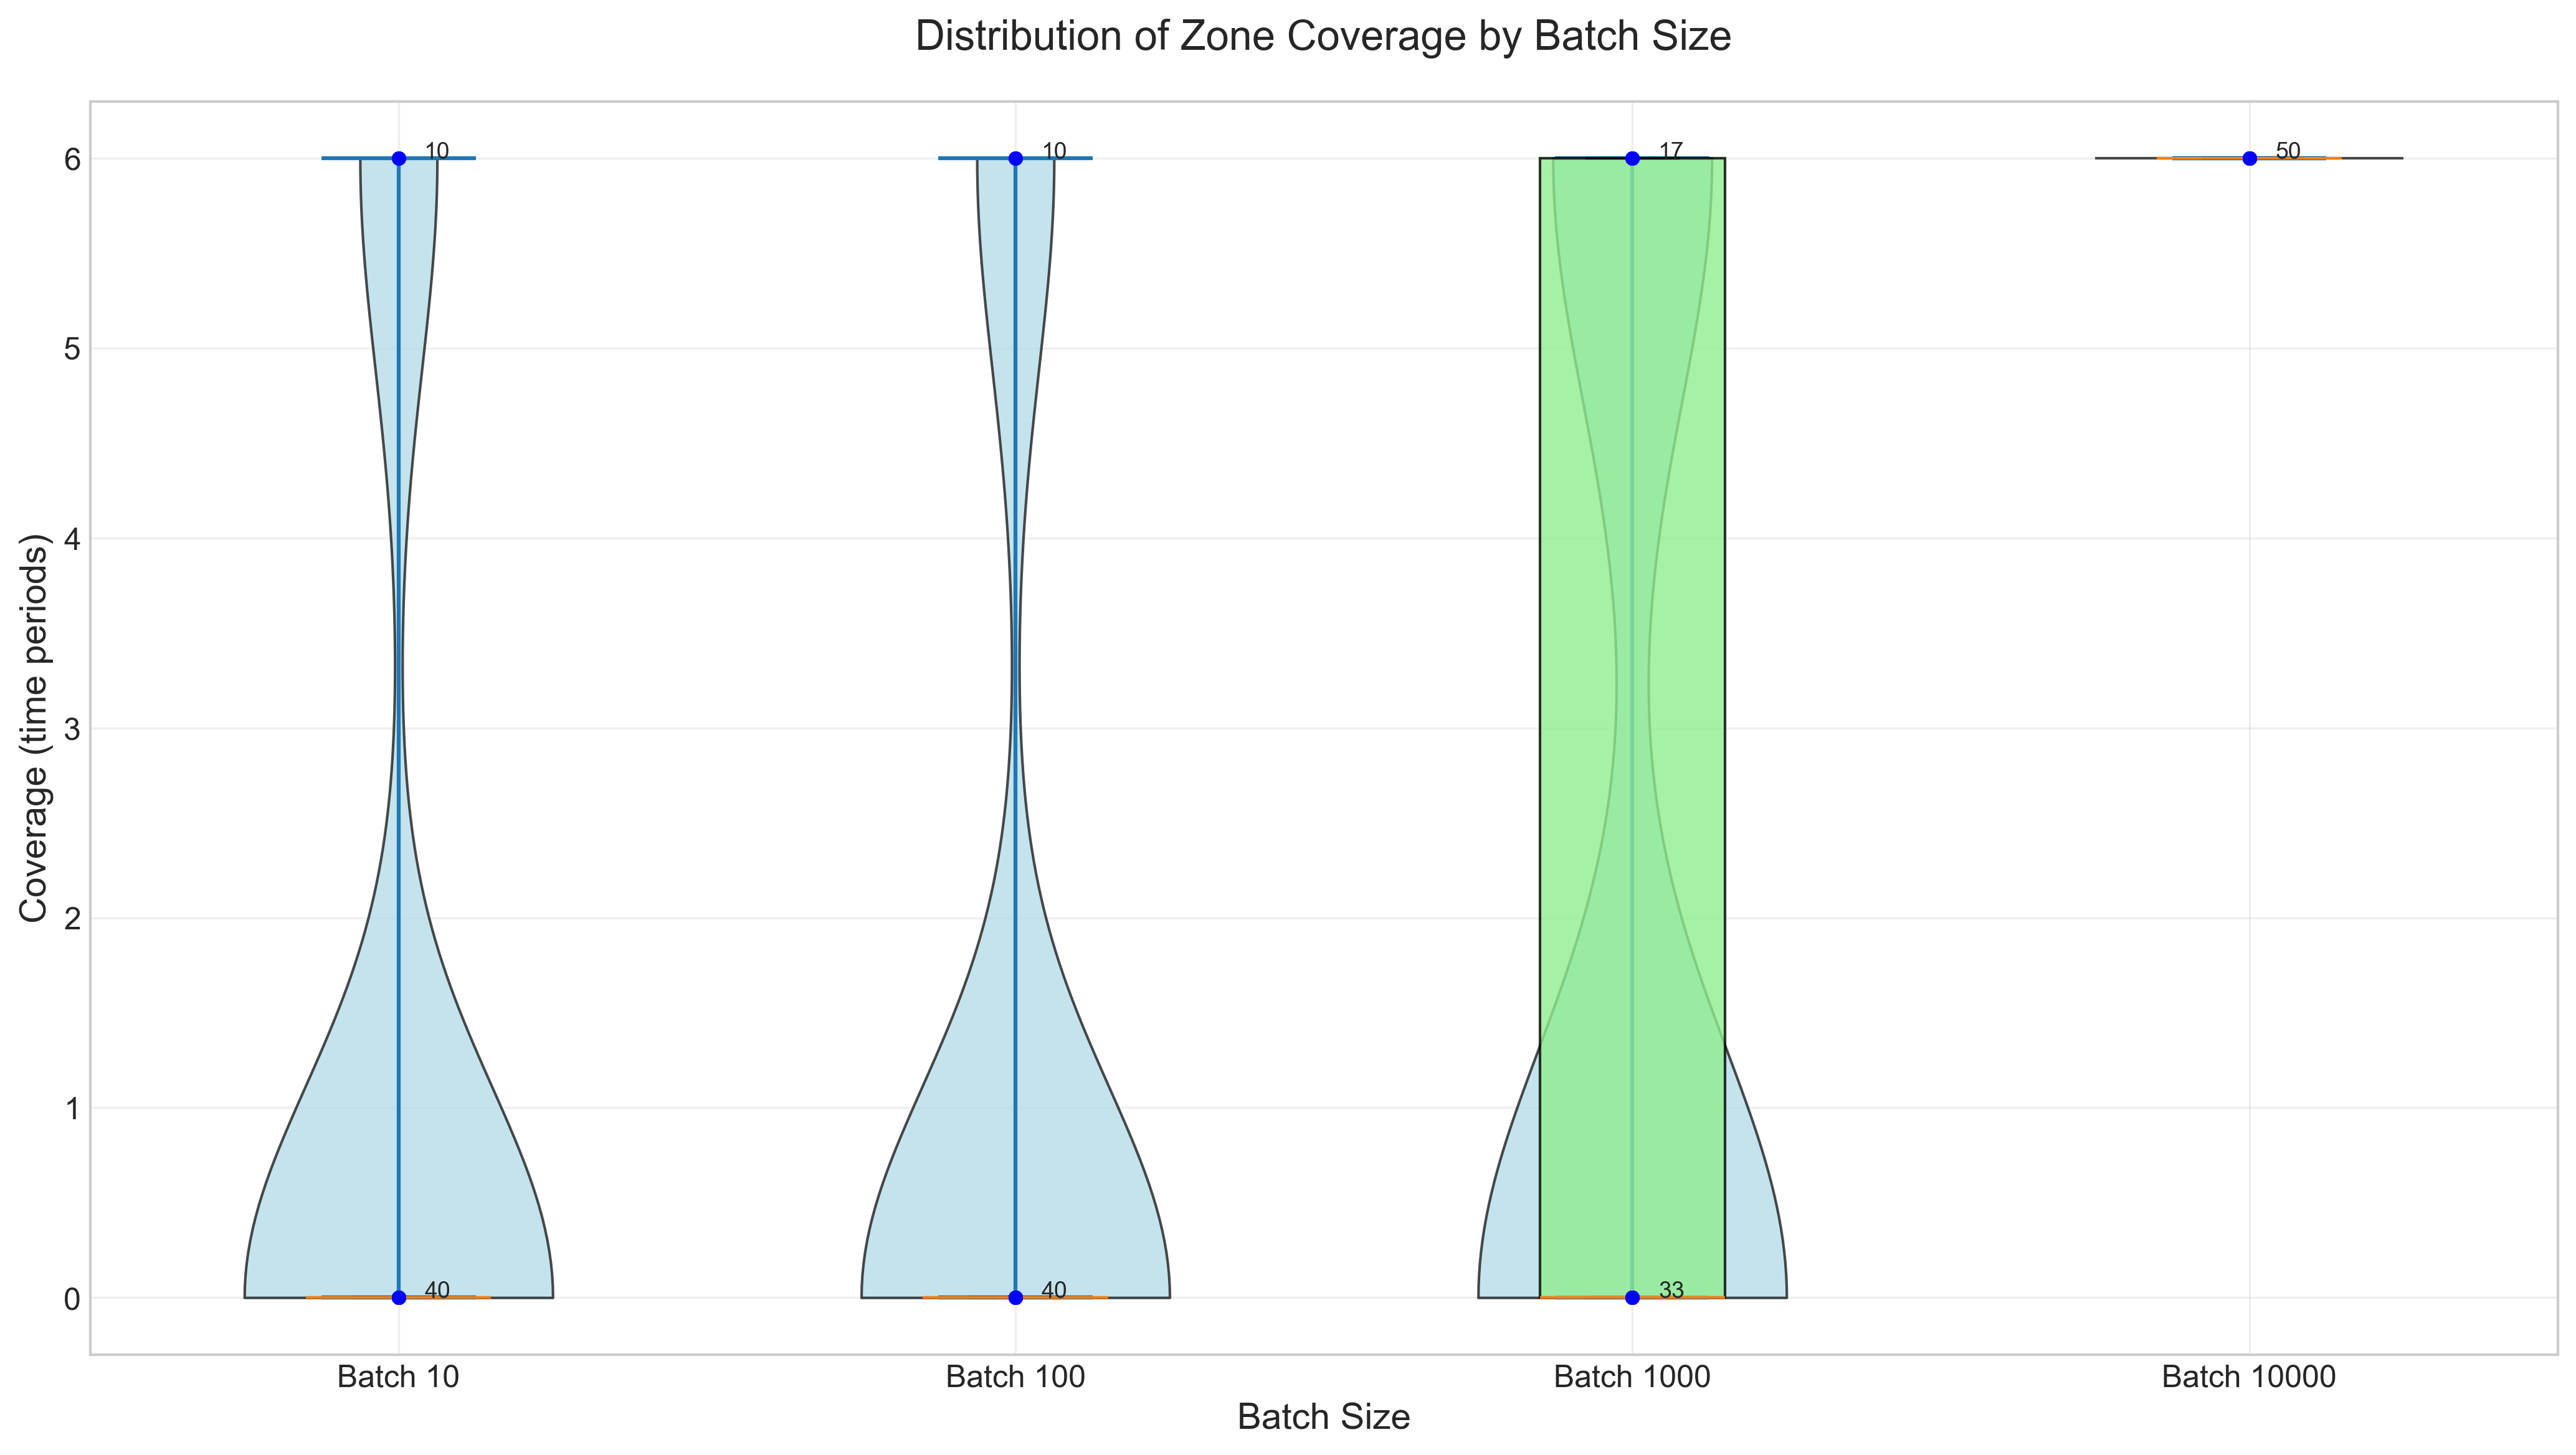 Distribution of Zone Coverage by Batch Size
Coverage (time periods)
6
5
4
3
2
1
0
10
10
17
50
40
40
33
Batch 10
Batch 100
Batch 1000
Batch 10000
Batch Size